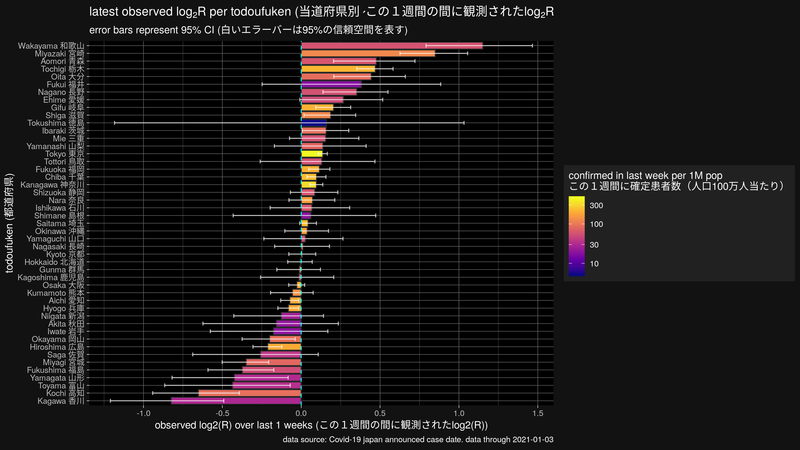 latest observed log2R per todoufuken (当道府県別 この１週間の間に観測されたlog2R
error bars represent 95% CI (白いエラーバーは95%の信頼空間を表す)
todoufuken (都道府県)
Wakayama 和歌山
Miyazaki 宮崎
Aomori 青森
Tochigi 栃木
Oita 大分
Fukui 福井
Nagano 長野
Ehime 愛媛
Gifu 岐阜
Shiga 滋賀
Tokushima 徳島
Ibaraki 茨城
Mie 三重
Yamanashi 山梨
Tokyo 東京
Tottori 鳥取
Fukuoka 福岡
Chiba 千葉
Kanagawa 神奈川
Shizuoka 静岡
Nara 奈良
Ishikawa 石川
Shimane 島根
Saitama 埼玉
Okinawa 沖縄
Yamaguchi 山口
Nagasaki 長崎
Kyoto 京都
Hokkaido 北海道
Gunma 群馬
Kagoshima 鹿児島
Osaka 大阪
Kumamoto 熊本
Aichi 愛知
Hyogo 兵庫
Niigata 新潟
Akita 秋田
Iwate 岩手
Okayama 岡山
Hiroshima 広島
Saga 佐賀
Miyagi 宮城
Fukushima 福島
Yamagata 山形
Toyama 富山
Kochi 高知
Kagawa 香川
-1.0 -0.5 0.0 0.5 1.0 1.5
observed log2(R) over last 1 weeks (この１週間の間に観測されたlog2(R))
data source: Covid-19 japan announced case date. data through 2021-01-03
confirmed in last week per 1M pop
この１週間に確定患者数（人口100万人当たり）
300
100
30
10